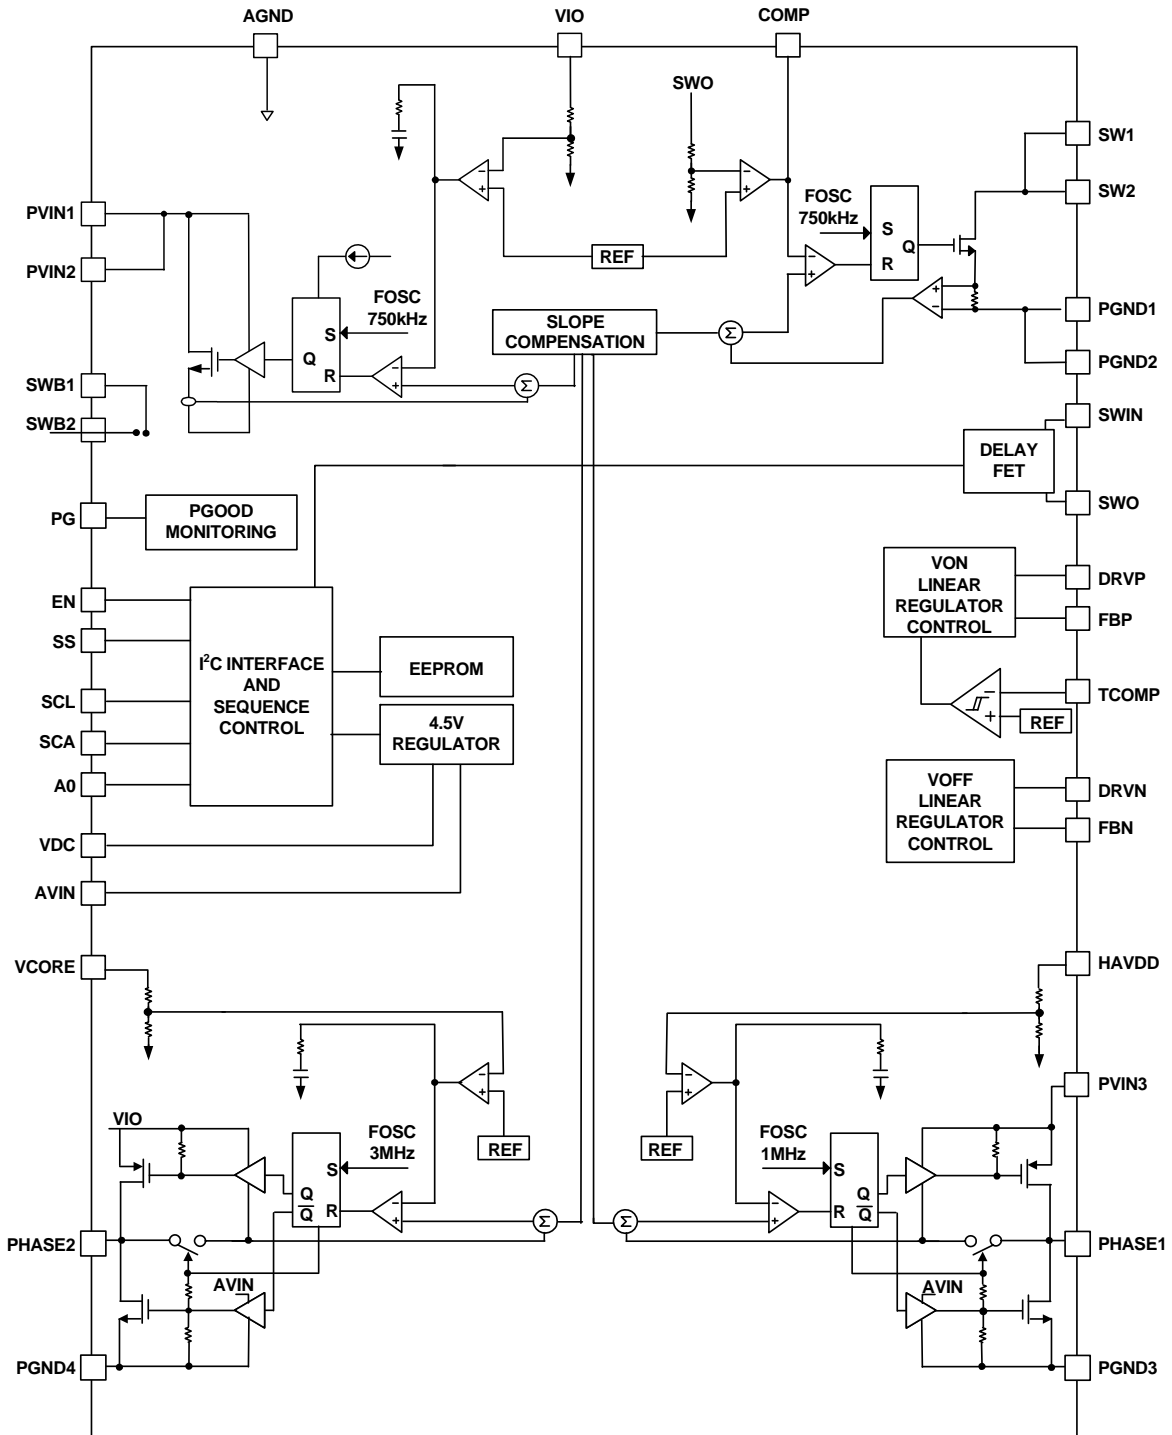 AGND
VIO
COMP
SWO
SW1
SW2
FOSC
750kHz
S
Q
R
PVIN1
PVIN2
REF
FOSC
750kHz
S
Q
R
SLOPE
COMPENSATION
Σ
Σ
PGND1
PGND2
SWB1
SWB2
SWIN
DELAY
FET
SWO
PG
PGOOD
MONITORING
VON
LINEAR
REGULATOR
CONTROL
DRVP
FBP
EN
SS
SCL
SCA
A0
I²C INTERFACE
AND
SEQUENCE
CONTROL
EEPROM
4.5V
REGULATOR
TCOMP
REF
VOFF
LINEAR
REGULATOR
CONTROL
DRVN
FBN
VDC
AVIN
VCORE
HAVDD
PVIN3
VIO
FOSC
3MHz
S
Q
Q̅
R
REF
REF
FOSC
1MHz
S
Q
R
Q̅
Σ
Σ
PHASE2
PHASE1
AVIN
AVIN
PGND4
PGND3